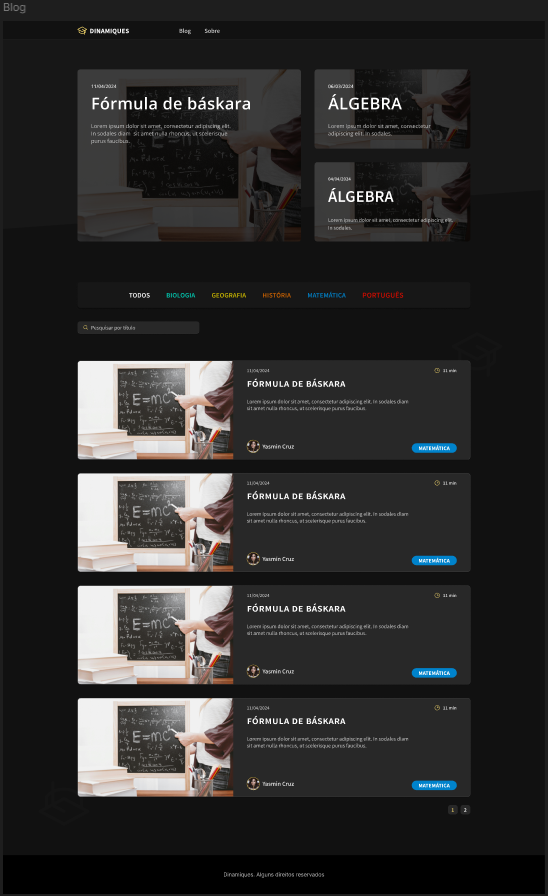 Blog
DINAMIQUES
Blog
Sobre
11/04/2024
Fórmula de báskara
Lorem ipsum dolor sit amet, consectetur adipiscing elit.
In sodales diam sit amet nulla rhoncus, ut scelerisque
purus faucibus.
06/03/2024
ÁLGEBRA
Lorem ipsum dolor sit amet, consectetur adipiscing elit.
In sodales.
04/04/2024
ÁLGEBRA
Lorem ipsum dolor sit amet, consectetur adipiscing elit.
In sodales.
TODOS
BIOLOGIA
GEOGRAFIA
HISTÓRIA
MATEMÁTICA
PORTUGUÊS
Pesquisar por título
E=mc²
11/04/2024
11 min
FÓRMULA DE BÁSKARA
Lorem ipsum dolor sit amet, consectetur adipiscing elit. In sodales diam
sit amet nulla rhoncus, ut scelerisque purus faucibus.
Yasmin Cruz
MATEMÁTICA
E=mc²
11/04/2024
11 min
FÓRMULA DE BÁSKARA
Lorem ipsum dolor sit amet, consectetur adipiscing elit. In sodales diam
sit amet nulla rhoncus, ut scelerisque purus faucibus.
Yasmin Cruz
MATEMÁTICA
E=mc²
11/04/2024
11 min
FÓRMULA DE BÁSKARA
Lorem ipsum dolor sit amet, consectetur adipiscing elit. In sodales diam
sit amet nulla rhoncus, ut scelerisque purus faucibus.
Yasmin Cruz
MATEMÁTICA
E=mc²
11/04/2024
11 min
FÓRMULA DE BÁSKARA
Lorem ipsum dolor sit amet, consectetur adipiscing elit. In sodales diam
sit amet nulla rhoncus, ut scelerisque purus faucibus.
Yasmin Cruz
MATEMÁTICA
1
2
Dinamiques. Alguns direitos reservados